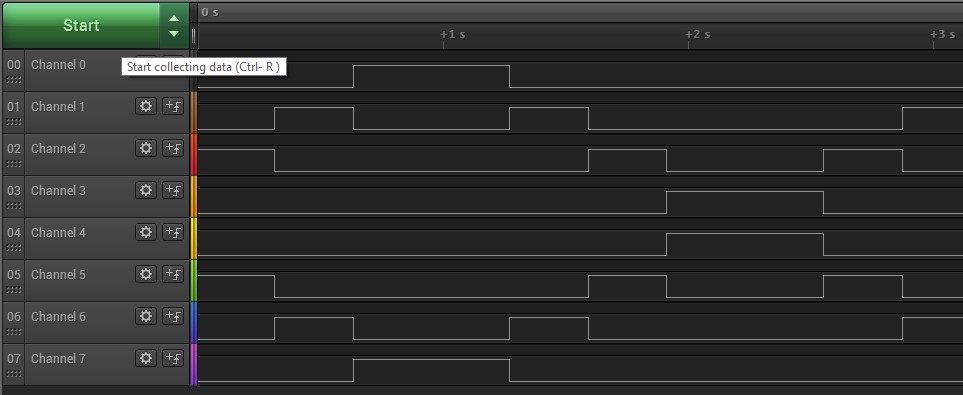 Start
0 s
+1 s
+2 s
+3 s
00 Channel 0
Start collecting data (Ctrl- R )
01 Channel 1
02 Channel 2
03 Channel 3
04 Channel 4
05 Channel 5
06 Channel 6
07 Channel 7